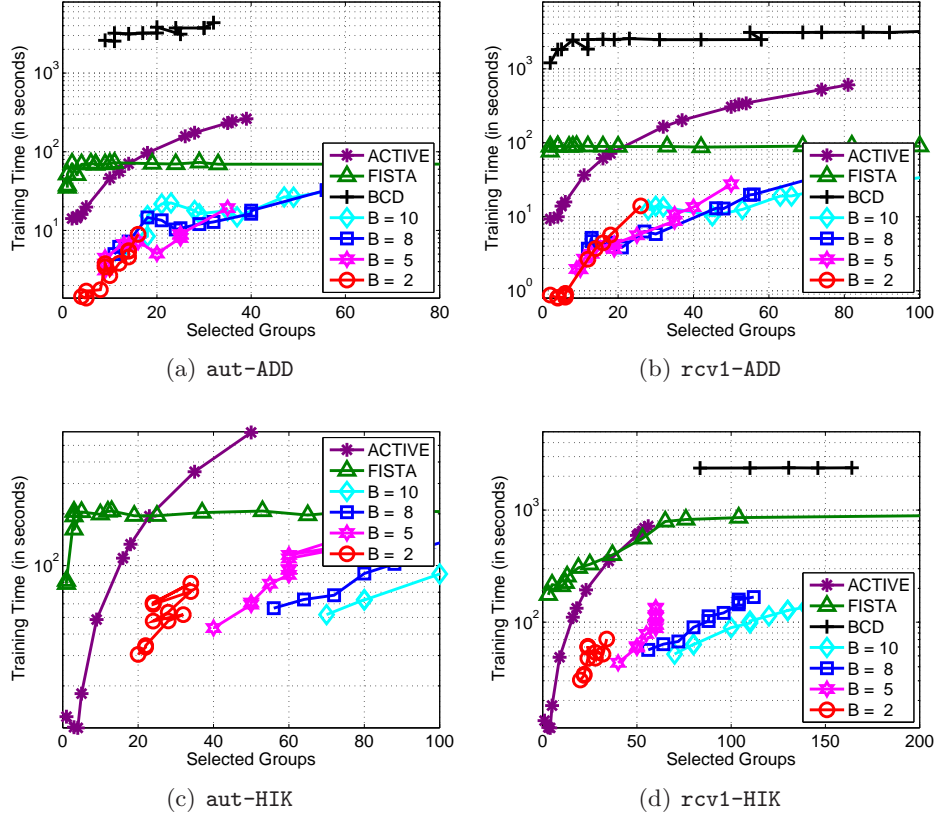 10^3
10^2
10^1
Training Time (in seconds)
0 20 40 60 80
Selected Groups
ACTIVE
FISTA
BCD
B = 10
B = 8
B = 5
B = 2
(a) aut-ADD
10^3
10^2
10^1
10^0
Training Time (in seconds)
0 20 40 60 80 100
Selected Groups
ACTIVE
FISTA
BCD
B = 10
B = 8
B = 5
B = 2
(b) rcv1-ADD
10^2
Training Time (in seconds)
0 20 40 60 80 100
Selected Groups
ACTIVE
FISTA
B = 10
B = 8
B = 5
B = 2
(c) aut-HIK
10^3
10^2
Training Time (in seconds)
0 50 100 150 200
Selected Groups
ACTIVE
FISTA
BCD
B = 10
B = 8
B = 5
B = 2
(d) rcv1-HIK